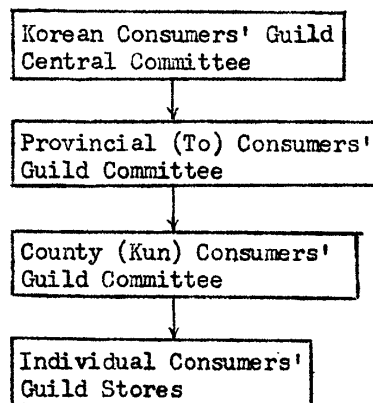 Korean Consumers' Guild
Central Committee
Provincial (To) Consumers'
Guild Committee
County (Kun) Consumers'
Guild Committee
Individual Consumers'
Guild Stores